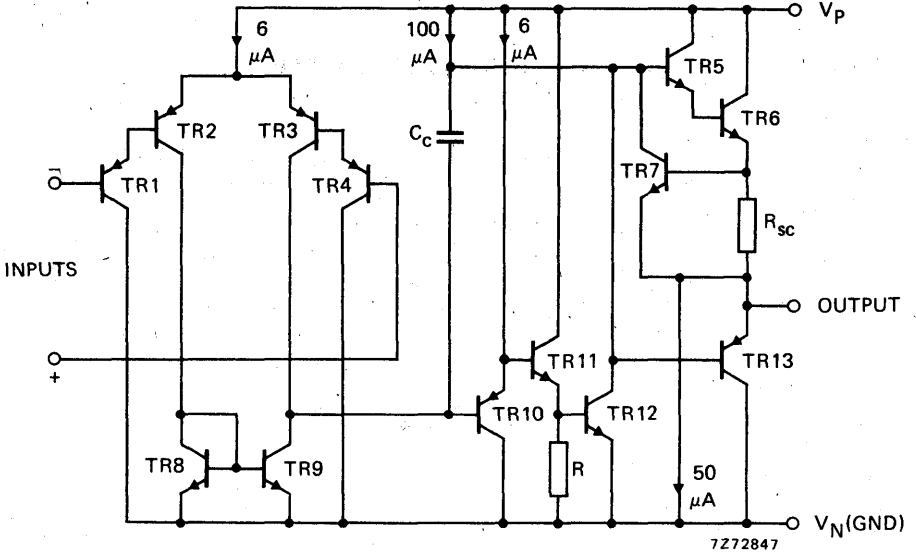 6
μA
100
μA
6
μA
V_P
TR5
TR2
TR3
C_c
TR6
TR1
TR4
TR7
–
R_sc
INPUTS
OUTPUT
+
TR11
TR13
TR10
TR12
TR8
TR9
R
50
μA
V_N(GND)
7Z72847